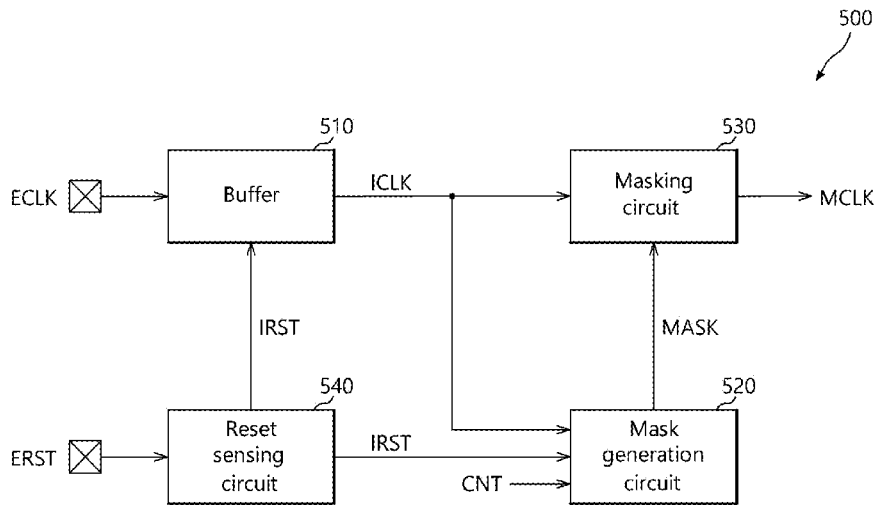 500
510
530
ECLK
Buffer
ICLK
Masking
circuit
MCLK
IRST
MASK
540
520
ERST
Reset
sensing
circuit
IRST
CNT
Mask
generation
circuit